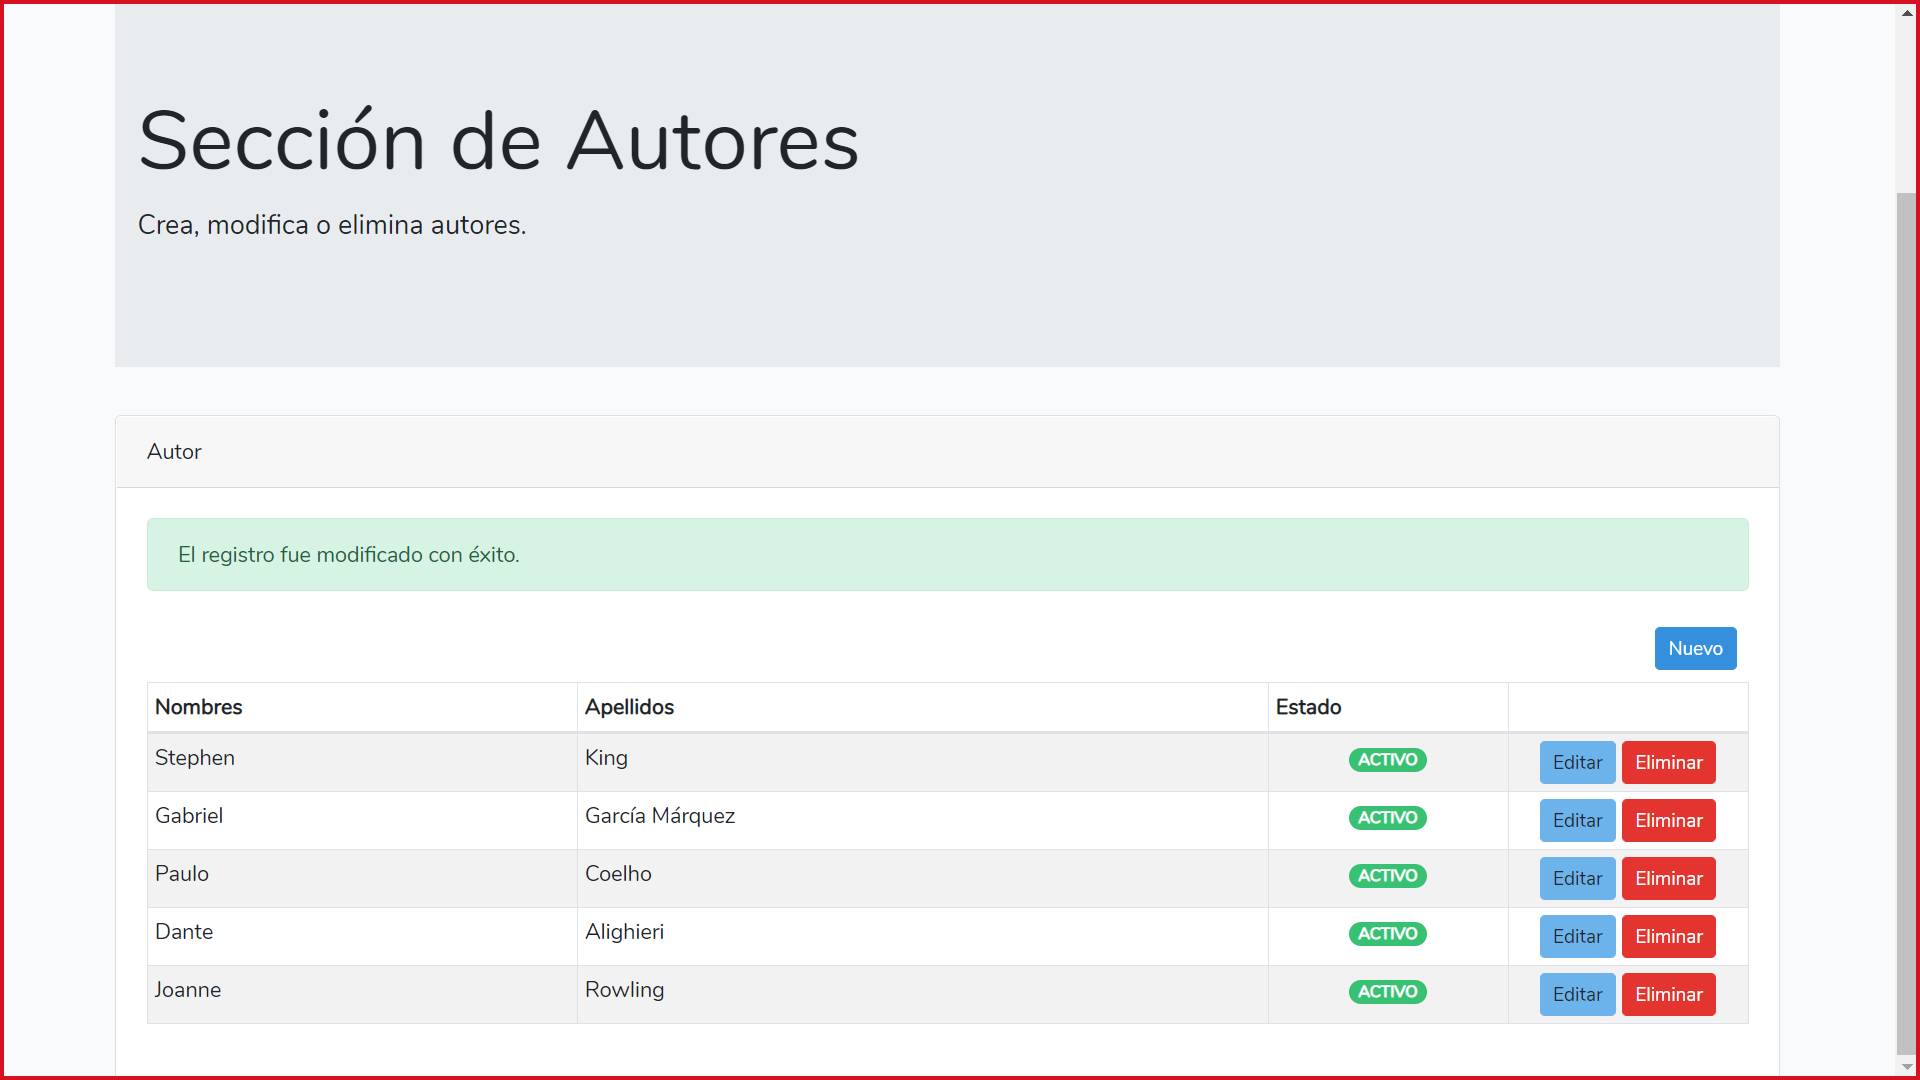 Sección de Autores
Crea, modifica o elimina autores.
Autor
El registro fue modificado con éxito.
Nuevo
Nombres Apellidos Estado
Stephen King ACTIVO Editar Eliminar
Gabriel García Márquez ACTIVO Editar Eliminar
Paulo Coelho ACTIVO Editar Eliminar
Dante Alighieri ACTIVO Editar Eliminar
Joanne Rowling ACTIVO Editar Eliminar